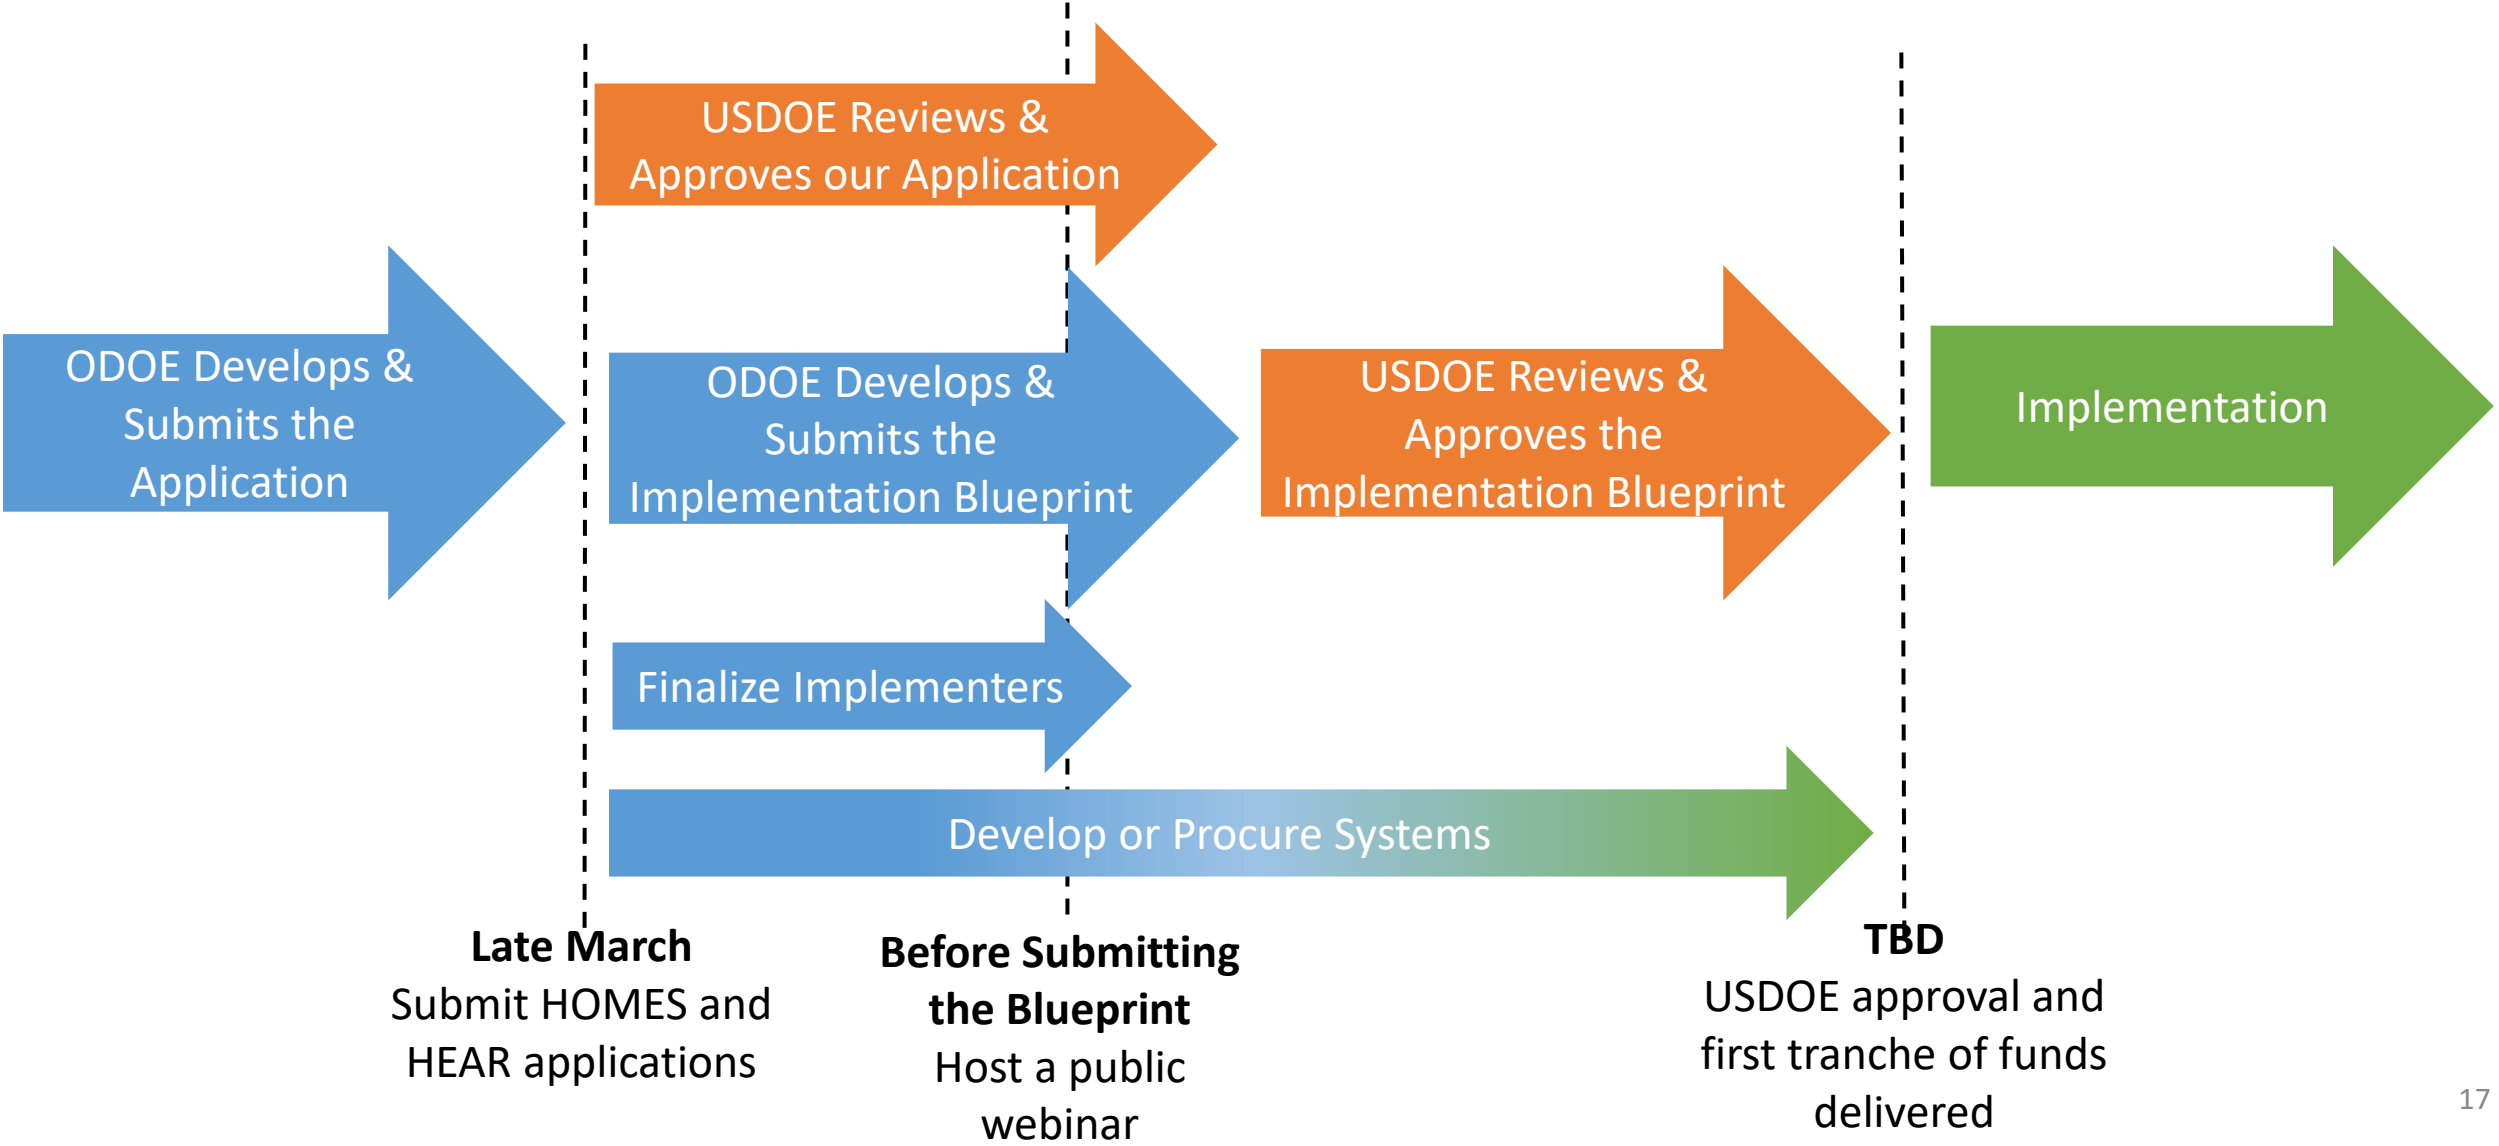 USDOE Reviews &
Approves our Application
ODOE Develops &
Submits the
Application
ODOE Develops &
Submits the
Implementation Blueprint
USDOE Reviews &
Approves the
Implementation Blueprint
Implementation
Finalize Implementers
Develop or Procure Systems
Late March
Submit HOMES and
HEAR applications
Before Submitting
the Blueprint
Host a public
webinar
TBD
USDOE approval and
first tranche of funds
delivered
17